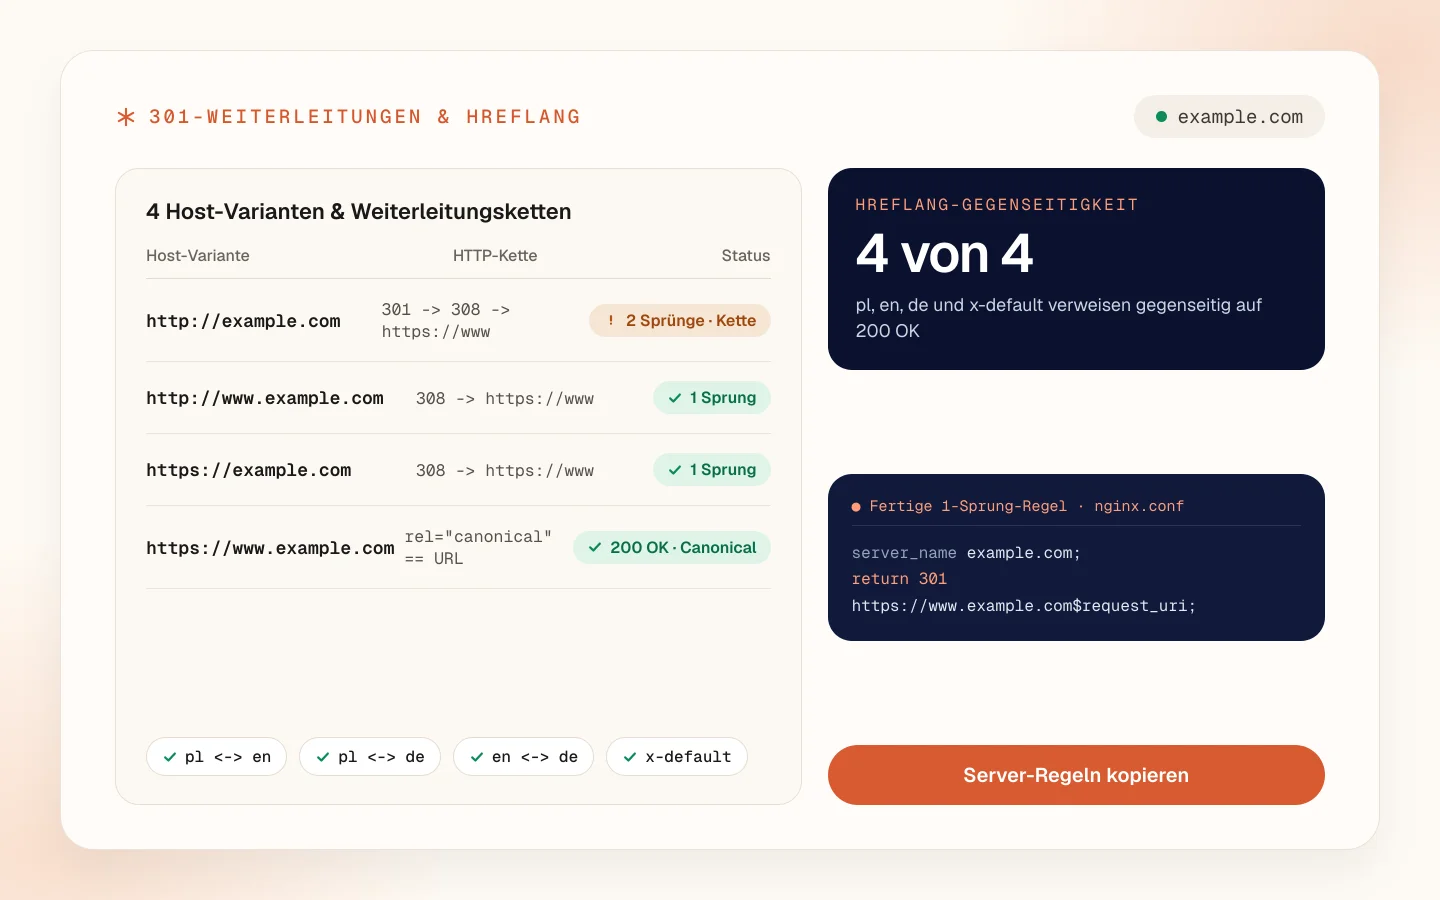 301-WEITERLEITUNGEN & HREFLANG
example.com
4 Host-Varianten & Weiterleitungsketten
Host-Variante HTTP-Kette Status
http://example.com 301 -> 308 -> https://www ! 2 Sprünge · Kette
http://www.example.com 308 -> https://www ✓ 1 Sprung
https://example.com 308 -> https://www ✓ 1 Sprung
https://www.example.com rel="canonical" == URL ✓ 200 OK · Canonical
✓ pl <-> en ✓ pl <-> de ✓ en <-> de ✓ x-default
HREFLANG-GEGENSEITIGKEIT
4 von 4
pl, en, de und x-default verweisen gegenseitig auf
200 OK
Fertige 1-Sprung-Regel · nginx.conf
server_name example.com;
return 301
https://www.example.com$request_uri;
Server-Regeln kopieren